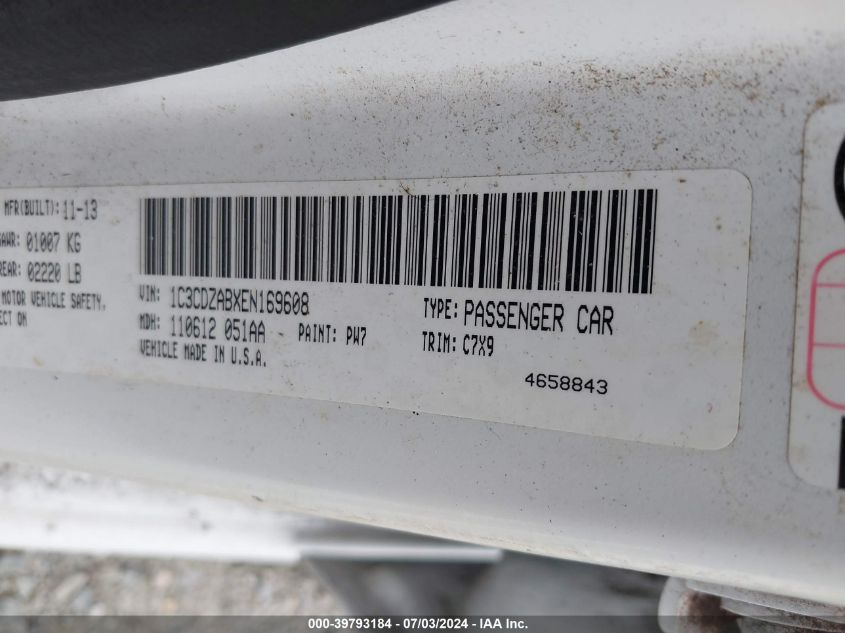 MFR(BUILT): 11-13
GAWR: 01007 KG
REAR: 02220 LB
MOTOR VEHICLE SAFETY,
ECT ON
VIN: 1C3CDZABXEN169608
TYPE: PASSENGER CAR
MDH: 110612 051AA PAINT: PW7
TRIM: C7X9
VEHICLE MADE IN U.S.A.
4658843
000-39793184 - 07/03/2024 - IAA Inc.